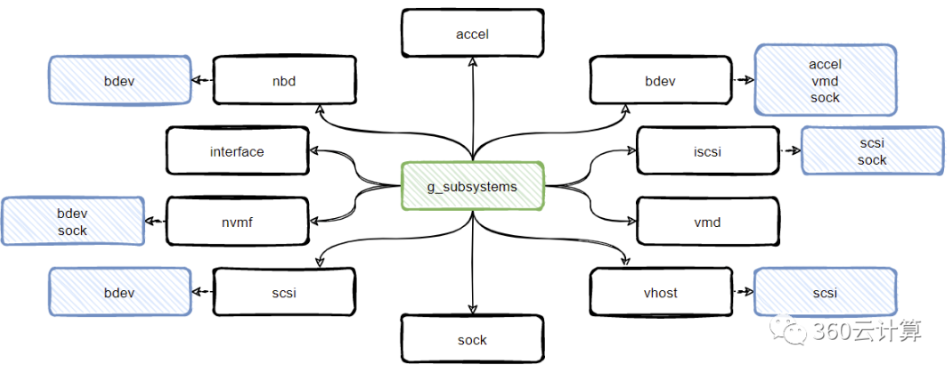 accel
bdev
nbd
bdev
accel
vmd
sock
interface
iscsi
scsi
sock
g_subsystems
bdev
sock
nvmf
vmd
bdev
scsi
vhost
scsi
sock
360云计算